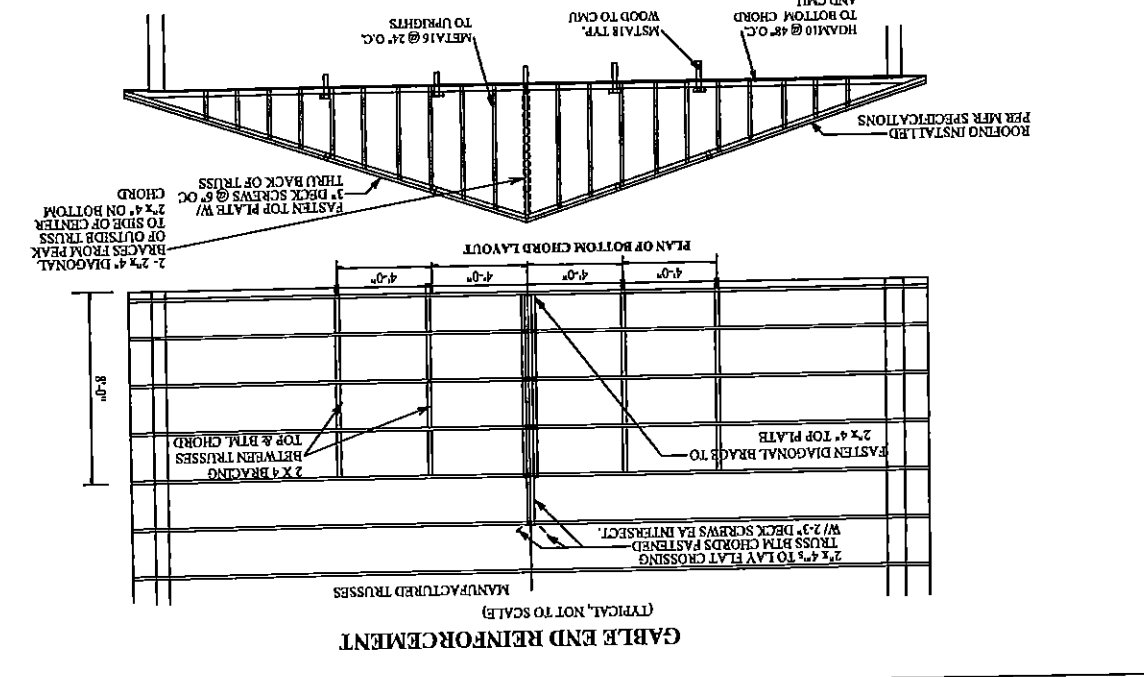 GABLE END REINFORCEMENT
(TYPICAL, NOT TO SCALE)
MANUFACTURED TRUSSES
2"x 4"s TO LAY FLAT CROSSING
TRUSS BTM CHORDS FASTENED
W/ 2-3" DECK SCREWS EA INTERSECT.
FASTEN DIAGONAL BRACE TO
2"x 4" TOP PLATE
2 X 4 BRACING
BETWEEN TRUSSES
TOP & BTM. CHORD
8'-0"
4'-0"
4'-0"
4'-0"
4'-0"
PLAN OF BOTTOM CHORD LAYOUT
2- 2"x 4" DIAGONAL
BRACES FROM PEAK
OF OUTSIDE TRUSS
TO SIDE OF CENTER
2"x 4" ON BOTTOM
CHORD
FASTEN TOP PLATE W/
3" DECK SCREWS @ 6" OC
THRU BACK OF TRUSS
ROOFING INSTALLED
PER MFR SPECIFICATIONS
HGAM10 @ 48" O.C.
TO BOTTOM CHORD
AND CMU
MSTA18 TYP.
WOOD TO CMU
META16 @ 24" O.C.
TO UPRIGHTS